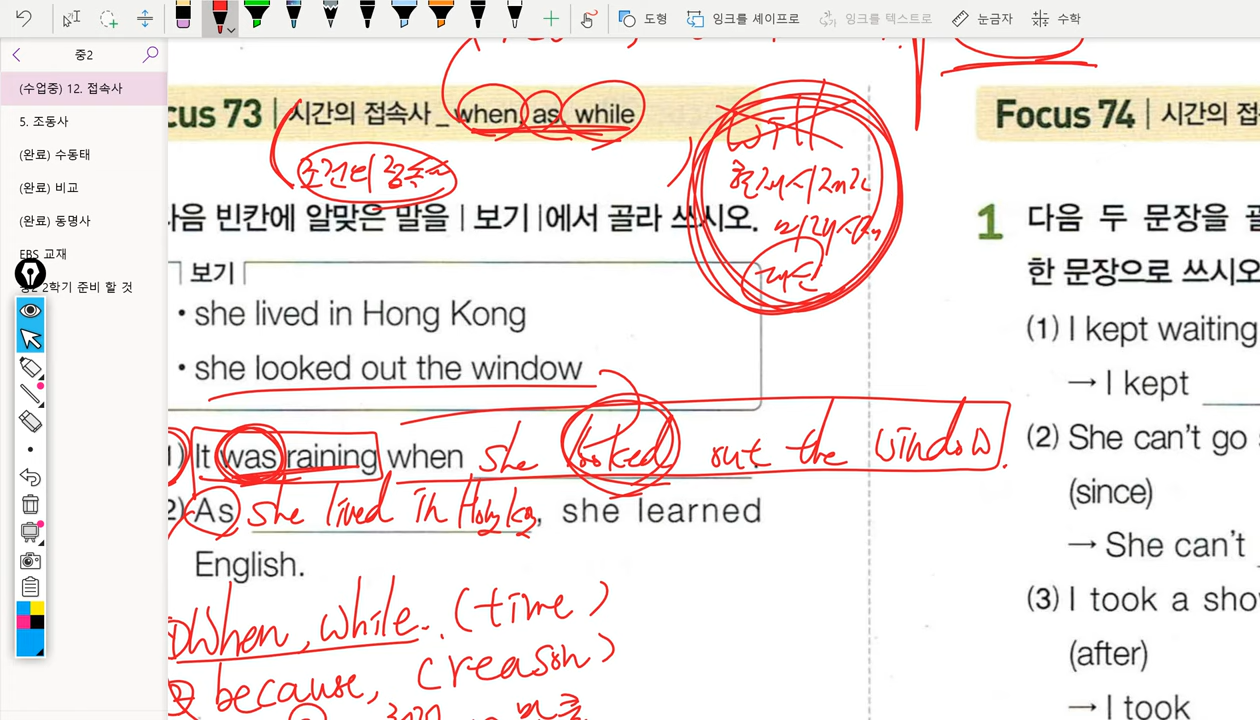 도형
잉크를 셰이프로
잉크를 텍스트로
눈금자
수학
중2
(수업중) 12. 접속사
5. 조동사
(완료) 수동태
(완료) 비교
(완료) 동명사
EBS 교재
2학기 준비 할 것
cus 73 | 시간의 접속사 _ when, as, while
조건의 접속사
will
현재시제가
미래시제
대신
다음 빈칸에 알맞은 말을 | 보기 |에서 골라 쓰시오.
보기
• she lived in Hong Kong
• she looked out the window
1) It was raining when she looked out the window.
2) As she lived in Hong Kong, she learned
English.
① When, while.. (time)
② because, (reason)
Focus 74 | 시간의 접
1 다음 두 문장을
한 문장으로 쓰시오
(1) I kept waiting
→ I kept
(2) She can't go
(since)
→ She can't
(3) I took a sho
(after)
→ I took